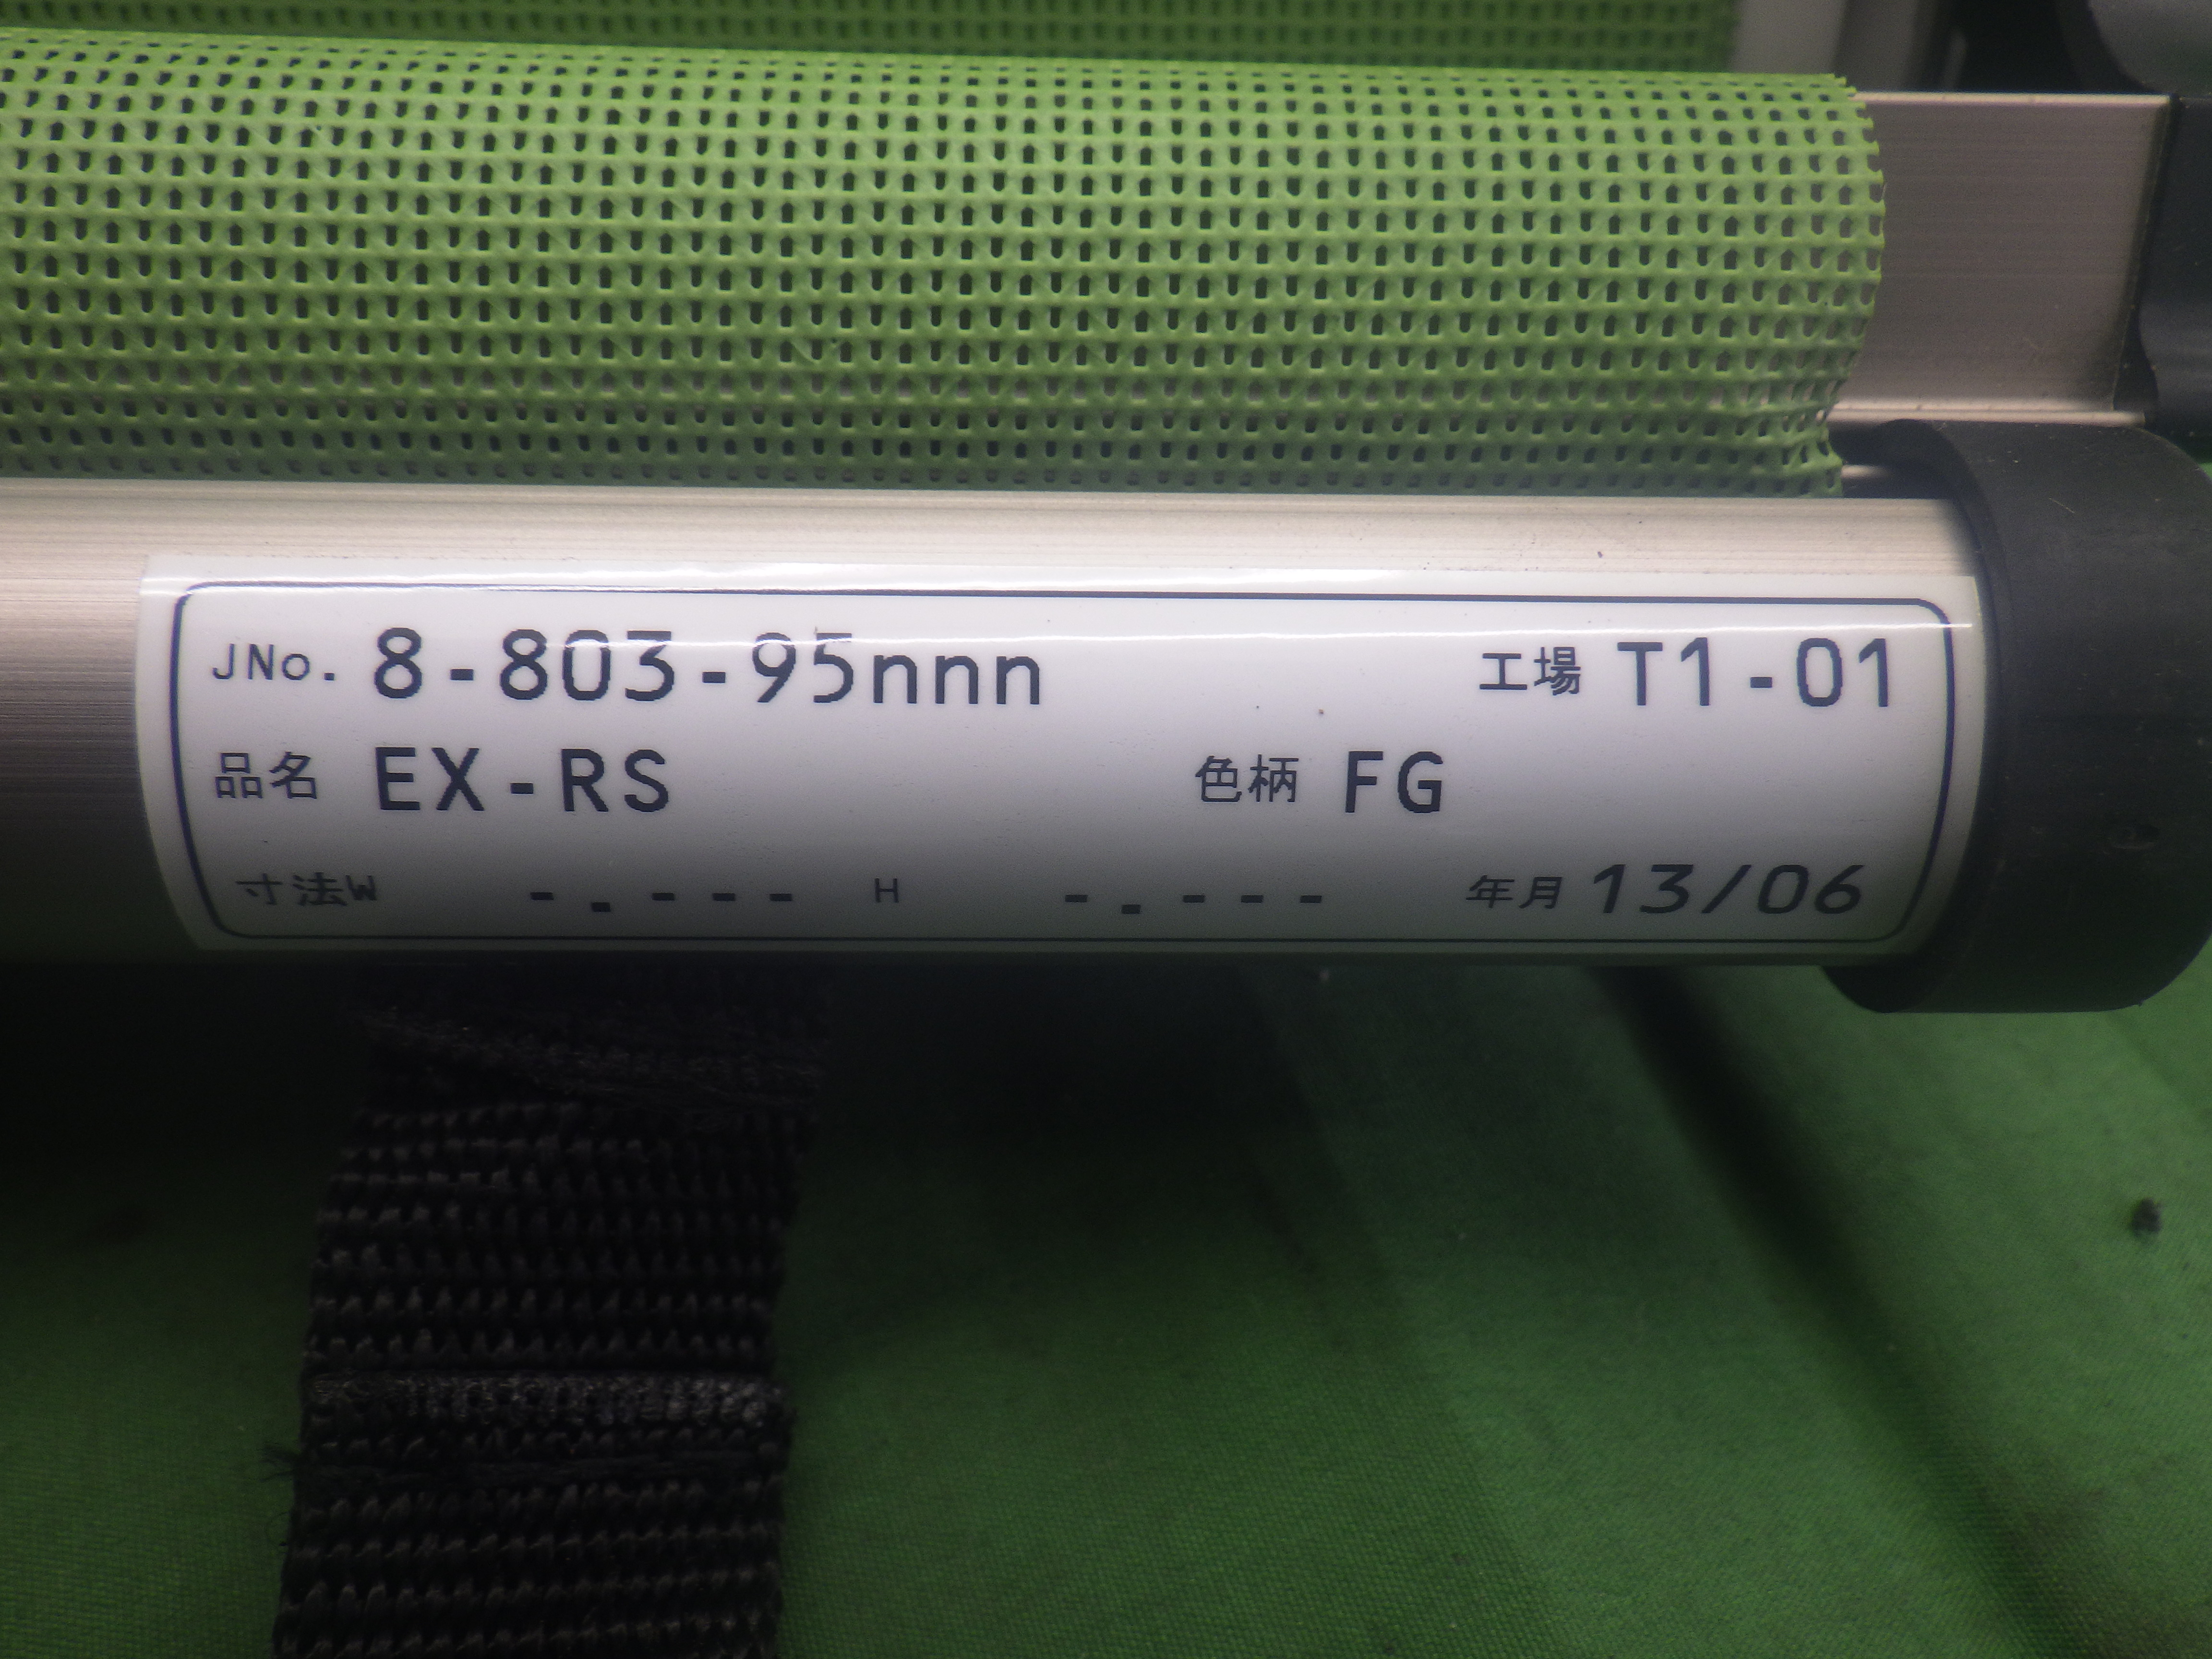 JNo. 8-803-95nnn 工場 T1-01
品名 EX-RS 色柄 FG
寸法W -.--- H -.--- 年月 13/06